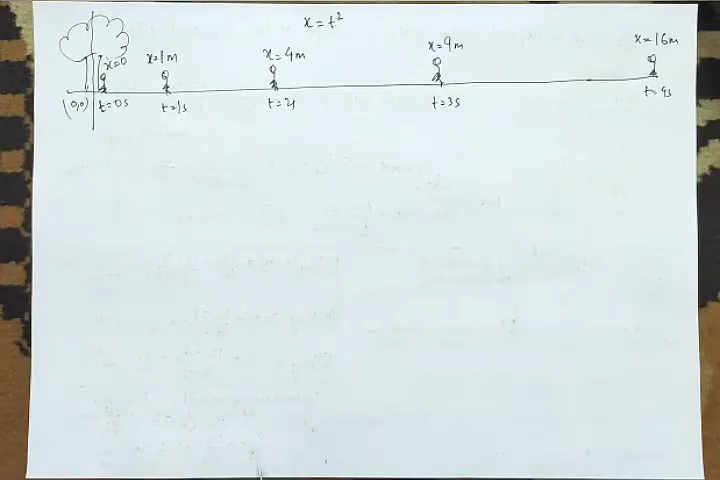 x = t²
x=0
x=1m
x=4m
x=9m
x=16m
(0,0)
t=0s
t=1s
t=2s
t=3s
t=4s